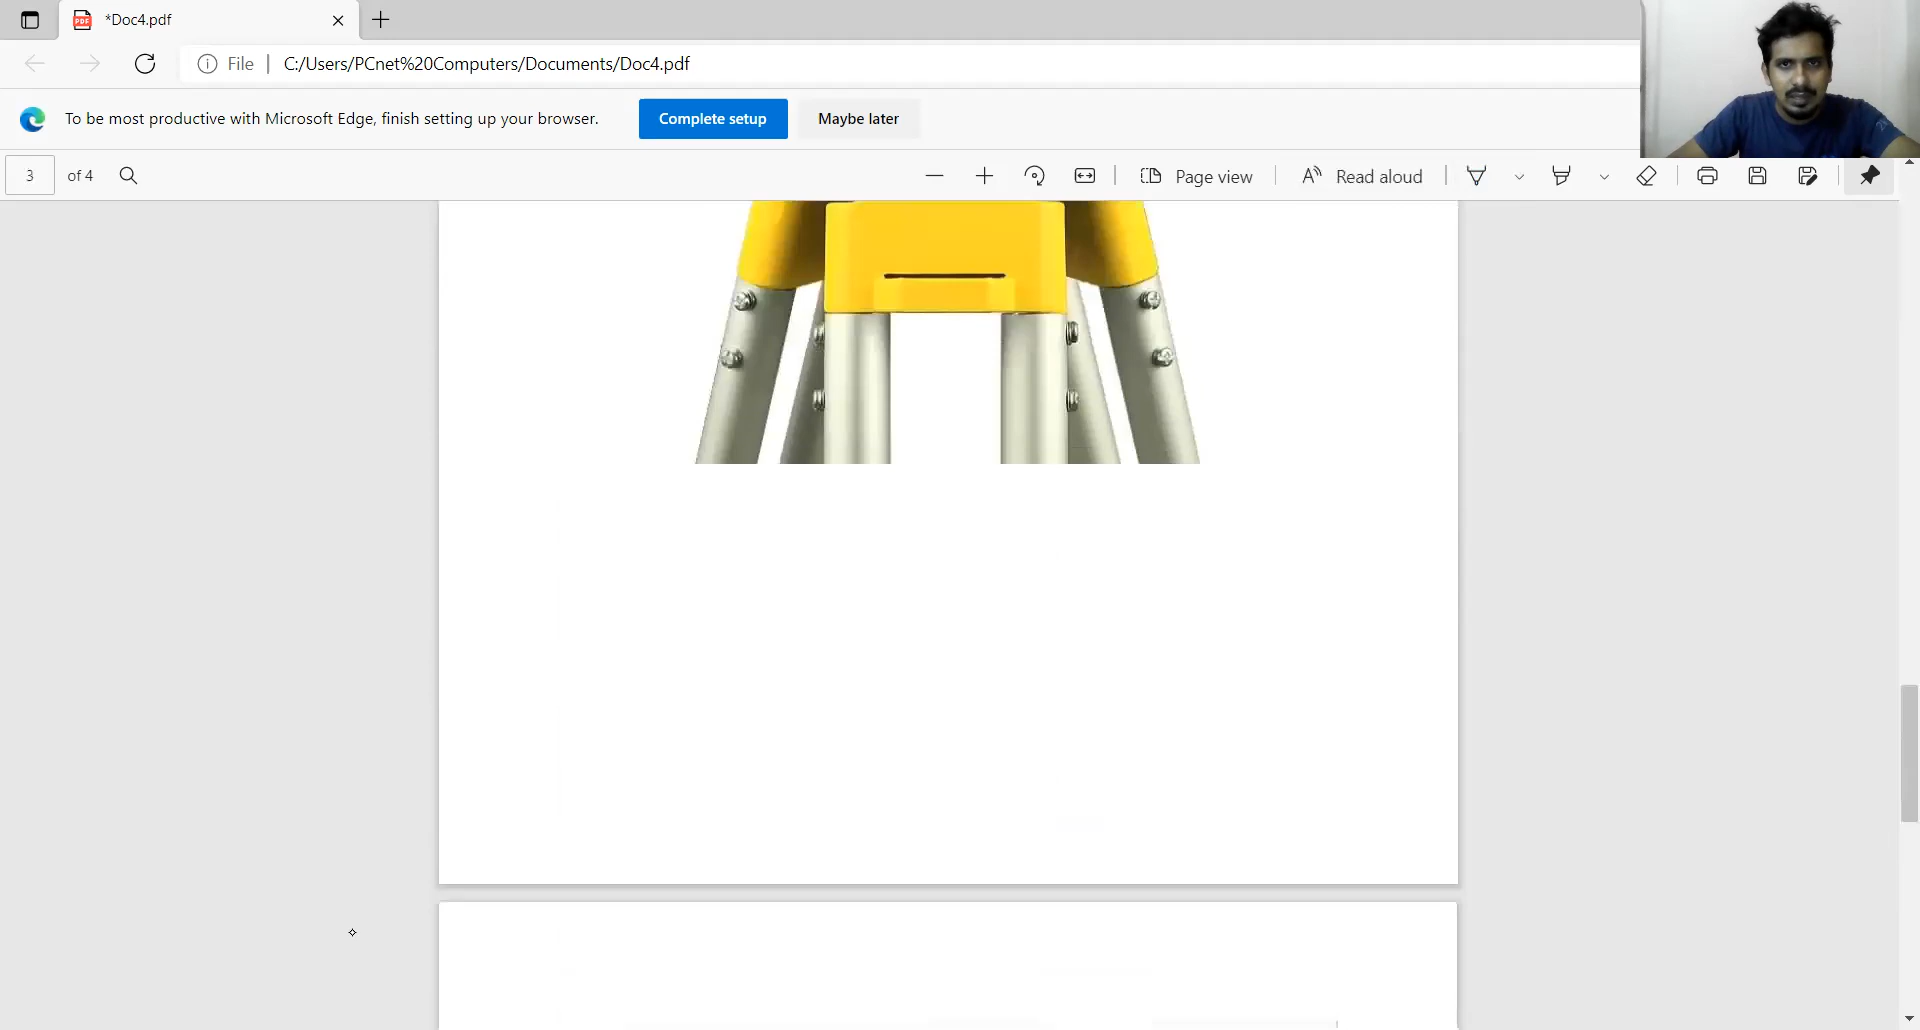 *Doc4.pdf
File
C:/Users/PCnet%20Computers/Documents/Doc4.pdf
To be most productive with Microsoft Edge, finish setting up your browser.
Complete setup
Maybe later
3
of 4
Page view
Read aloud